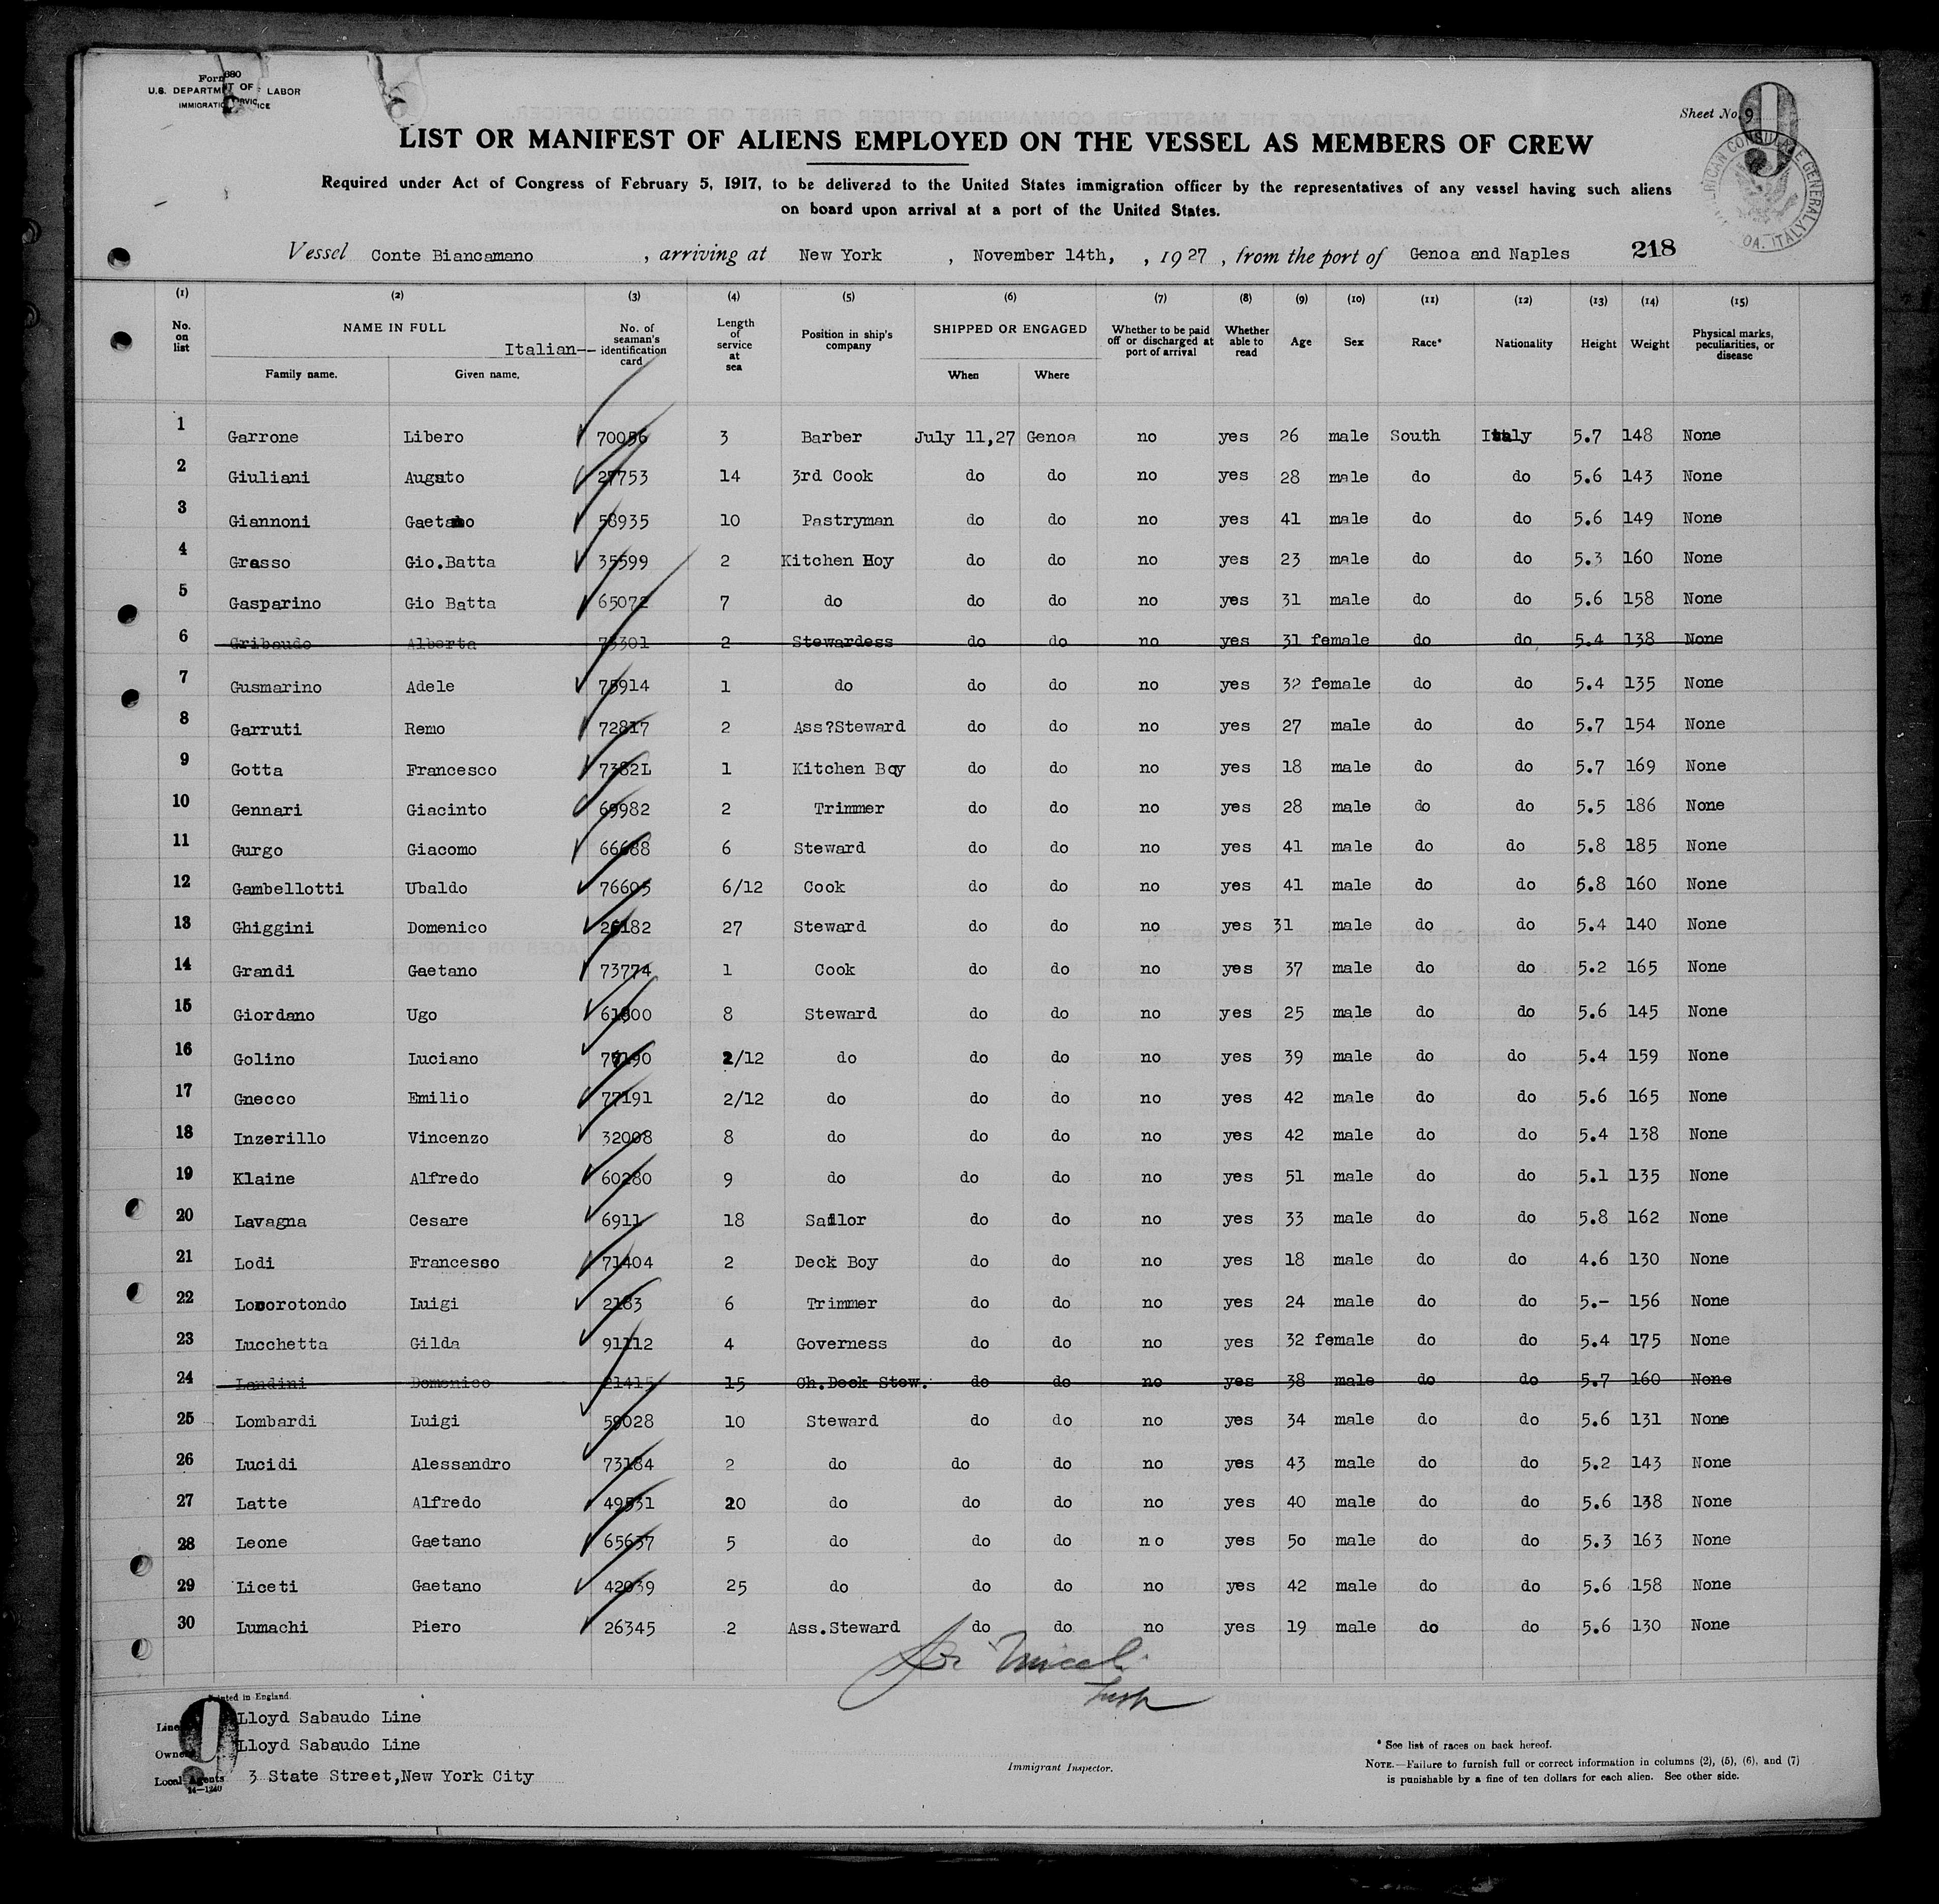 Form 680
U.S. DEPARTMENT OF LABOR
IMMIGRATION SERVICE
Sheet No. 9
9
LIST OR MANIFEST OF ALIENS EMPLOYED ON THE VESSEL AS MEMBERS OF CREW
Required under Act of Congress of February 5, 1917, to be delivered to the United States immigration officer by the representatives of any vessel having such aliens
on board upon arrival at a port of the United States.
Vessel Conte Biancamano, arriving at New York, November 14th, , 1927, from the port of Genoa and Naples 218
(1) (2) (3) (4) (5) (6) (7) (8) (9) (10) (11) (12) (13) (14) (15)
No. on list NAME IN FULL Italian-- No. of seaman's identification card Length of service at sea Position in ship's company SHIPPED OR ENGAGED Whether to be paid off or discharged at port of arrival Whether able to read Age Sex Race* Nationality Height Weight Physical marks, peculiarities, or disease
Family name. Given name. When Where
1 Garrone Libero 70056 3 Barber July 11,27 Genoa no yes 26 male South Italy 5.7 148 None
2 Giuliani Augsto 27753 14 3rd Cook do do no yes 28 male do do 5.6 143 None
3 Giannoni Gaetano 58935 10 Pastryman do do no yes 41 male do do 5.6 149 None
4 Grasso Gio.Batta 35599 2 Kitchen Hoy do do no yes 23 male do do 5.3 160 None
5 Gasparino Gio Batta 65072 7 do do do no yes 31 male do do 5.6 158 None
6 Gribaudo Alberta 73301 2 Stewardess do do no yes 31 female do do 5.4 138 None
7 Gusmarino Adele 75914 1 do do do no yes 32 female do do 5.4 135 None
8 Garruti Remo 72817 2 Ass?Steward do do no yes 27 male do do 5.7 154 None
9 Gotta Francesco 7382L 1 Kitchen Boy do do no yes 18 male do do 5.7 169 None
10 Gennari Giacinto 69982 2 Trimmer do do no yes 28 male do do 5.5 186 None
11 Gurgo Giacomo 66688 6 Steward do do no yes 41 male do do 5.8 185 None
12 Gambellotti Ubaldo 76605 6/12 Cook do do no yes 41 male do do 5.8 160 None
13 Ghiggini Domenico 26182 27 Steward do do no yes 31 male do do 5.4 140 None
14 Grandi Gaetano 73774 1 Cook do do no yes 37 male do do 5.2 165 None
15 Giordano Ugo 61800 8 Steward do do no yes 25 male do do 5.6 145 None
16 Golino Luciano 77190 2/12 do do do no yes 39 male do do 5.4 159 None
17 Gnecco Emilio 77191 2/12 do do do no yes 42 male do do 5.6 165 None
18 Inzerillo Vincenzo 32008 8 do do do no yes 42 male do do 5.4 138 None
19 Klaine Alfredo 60280 9 do do do no yes 51 male do do 5.1 135 None
20 Lavagna Cesare 6911 18 Sailor do do no yes 33 male do do 5.8 162 None
21 Lodi Francesco 71404 2 Deck Boy do do no yes 18 male do do 4.6 130 None
22 Locorotondo Luigi 2183 6 Trimmer do do no yes 24 male do do 5.- 156 None
23 Lucchetta Gilda 91112 4 Governess do do no yes 32 female do do 5.4 175 None
24 Landini Domenico 21415 15 Ch.Deck Stew. do do no yes 38 male do do 5.7 160 None
25 Lombardi Luigi 59028 10 Steward do do no yes 34 male do do 5.6 131 None
26 Lucidi Alessandro 73184 2 do do do no yes 43 male do do 5.2 143 None
27 Latte Alfredo 49531 20 do do do no yes 40 male do do 5.6 138 None
28 Leone Gaetano 65637 5 do do do no yes 50 male do do 5.3 163 None
29 Liceti Gaetano 42039 25 do do do no yes 42 male do do 5.6 158 None
30 Lumachi Piero 26345 2 Ass.Steward do do no yes 19 male do do 5.6 130 None
Printed in England.
Line Lloyd Sabaudo Line
Owners Lloyd Sabaudo Line
Local Agents 3 State Street,New York City
14-1240
9
Immigrant Inspector.
* See list of races on back hereof.
NOTE.—Failure to furnish full or correct information in columns (2), (5), (6), and (7)
is punishable by a fine of ten dollars for each alien. See other side.